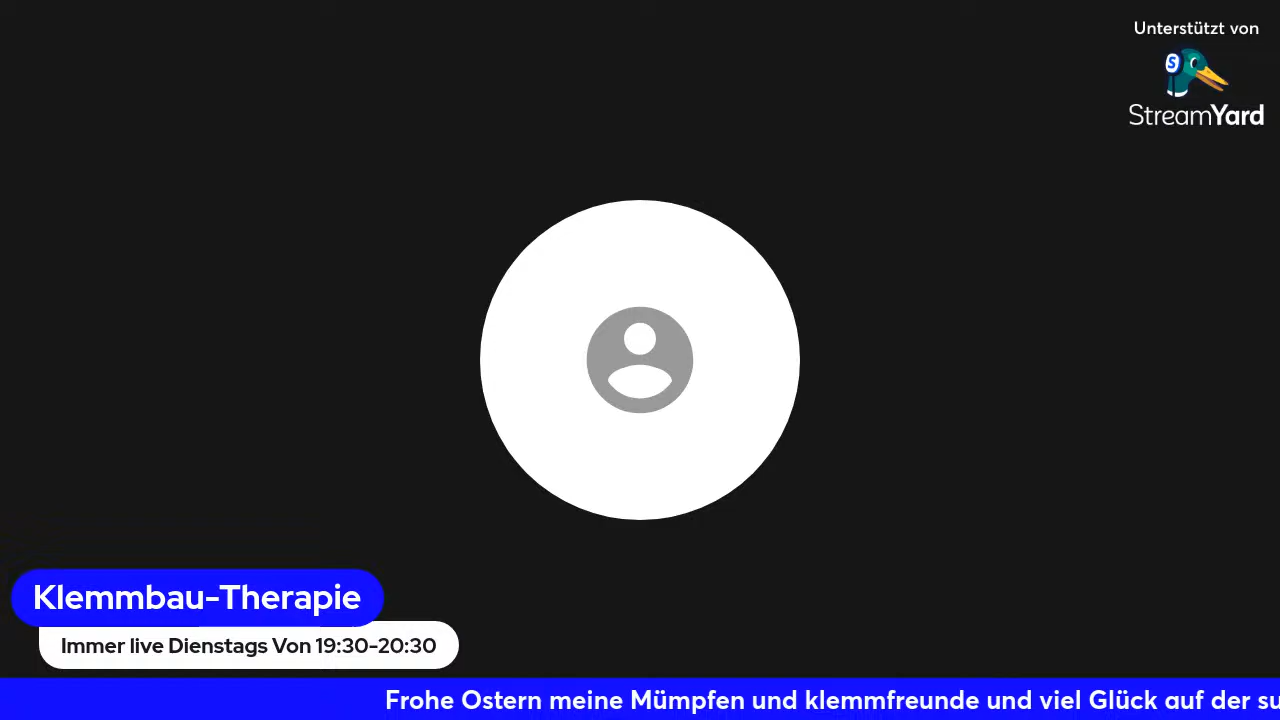 Unterstützt von
S
StreamYard
Klemmbau-Therapie
Immer live Dienstags Von 19:30-20:30
Frohe Ostern meine Mümpfen und klemmfreunde und viel Glück auf der